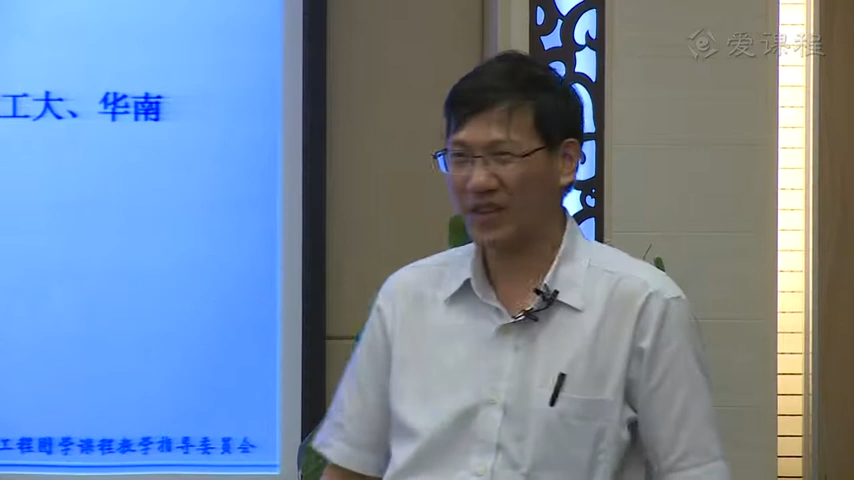 爱课程
工大、华南
工程图学课程教学指导委员会